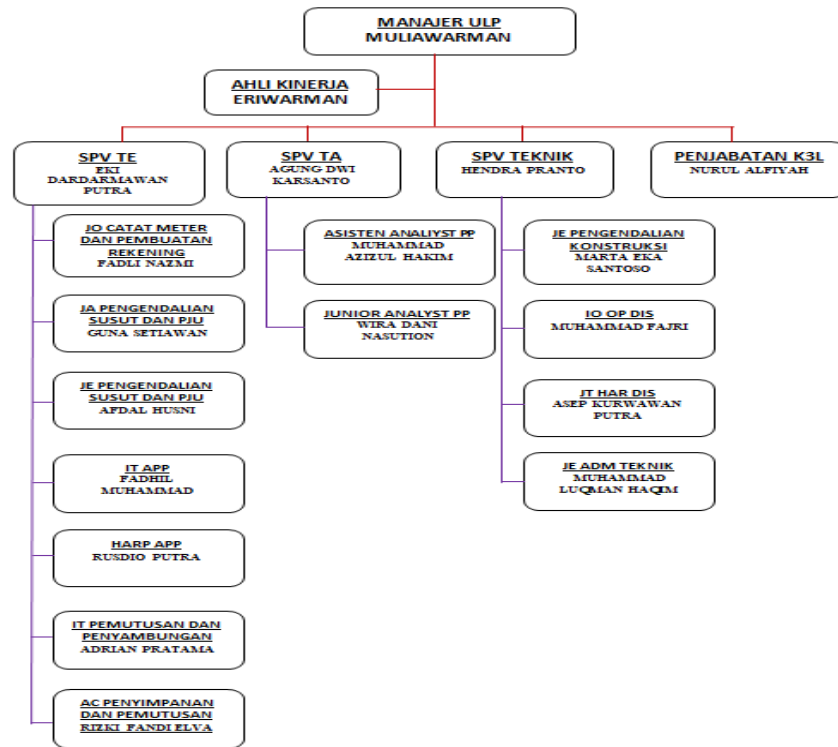 MANAJER ULP
MULIAWARMAN
AHLI KINERJA
ERIWARMAN
SPV TE
EKI
DARDARMAWAN
PUTRA
SPV TA
AGUNG DWI
KARSANTO
SPV TEKNIK
HENDRA PRANTO
PENJABATAN K3L
NURUL ALFIYAH
JO CATAT METER
DAN PEMBUATAN
REKENING
FADLI NAZMI
JA PENGENDALIAN
SUSUT DAN PJU
GUNA SETIAWAN
JE PENGENDALIAN
SUSUT DAN PJU
AFDAL HUSNI
IT APP
FADHIL
MUHAMMAD
HARP APP
RUSDIO PUTRA
IT PEMUTUSAN DAN
PENYAMBUNGAN
ADRIAN PRATAMA
AC PENYIMPANAN
DAN PEMUTUSAN
RIZKI FANDI ELVA
ASISTEN ANALYST PP
MUHAMMAD
AZIZUL HAKIM
JUNIOR ANALYST PP
WIRA DANI
NASUTION
JE PENGENDALIAN
KONSTRUKSI
MARTA EKA
SANTOSO
IO OP DIS
MUHAMMAD FAJRI
JT HAR DIS
ASEP KURWAWAN
PUTRA
JE ADM TEKNIK
MUHAMMAD
LUQMAN HAQIM